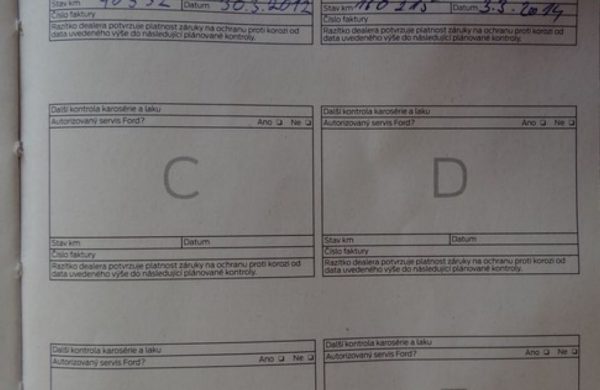 Stav km Datum 30.3.2012
Stav km Datum 3.3.2014
Číslo faktury
Číslo faktury
Razítko dealera potvrzuje platnost záruky na ochranu proti korozi od
data uvedeného výše do následující plánované kontroly.
Razítko dealera potvrzuje platnost záruky na ochranu proti korozi od
data uvedeného výše do následující plánované kontroly.
Další kontrola karosérie a laku
Autorizovaný servis Ford? Ano ❑ Ne ❑
C
Stav km Datum
Číslo faktury
Razítko dealera potvrzuje platnost záruky na ochranu proti korozi od
data uvedeného výše do následující plánované kontroly.
Další kontrola karosérie a laku
Autorizovaný servis Ford? Ano ❑ Ne ❑
D
Stav km Datum
Číslo faktury
Razítko dealera potvrzuje platnost záruky na ochranu proti korozi od
data uvedeného výše do následující plánované kontroly.
Další kontrola karosérie a laku
Autorizovaný servis Ford? Ano ❑ Ne ❑
Další kontrola karosérie a laku
Autorizovaný servis Ford? Ano ❑ Ne ❑